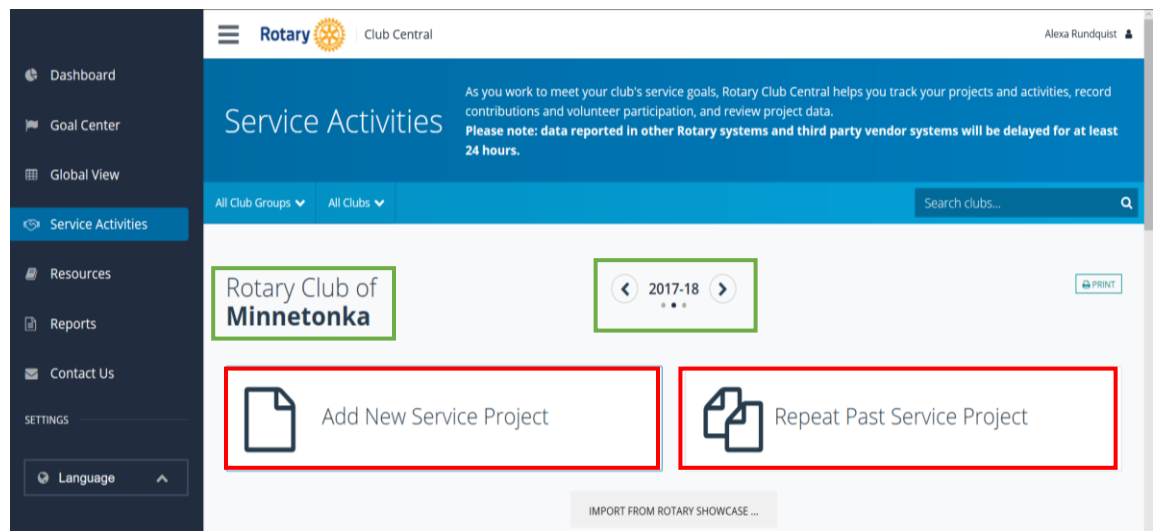 Rotary
Club Central
Alexa Rundquist
Dashboard
Goal Center
Global View
Service Activities
Resources
Reports
Contact Us
SETTINGS
Language
Service Activities
As you work to meet your club's service goals, Rotary Club Central helps you track your projects and activities, record
contributions and volunteer participation, and review project data.
Please note: data reported in other Rotary systems and third party vendor systems will be delayed for at least
24 hours.
All Club Groups
All Clubs
Search clubs...
Rotary Club of
Minnetonka
2017-18
PRINT
Add New Service Project
Repeat Past Service Project
IMPORT FROM ROTARY SHOWCASE ...